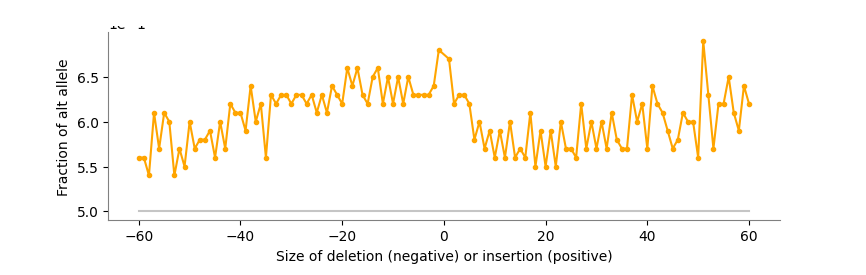 6.5
6.0
5.5
5.0
Fraction of alt allele
−60 −40 −20 0 20 40 60
Size of deletion (negative) or insertion (positive)